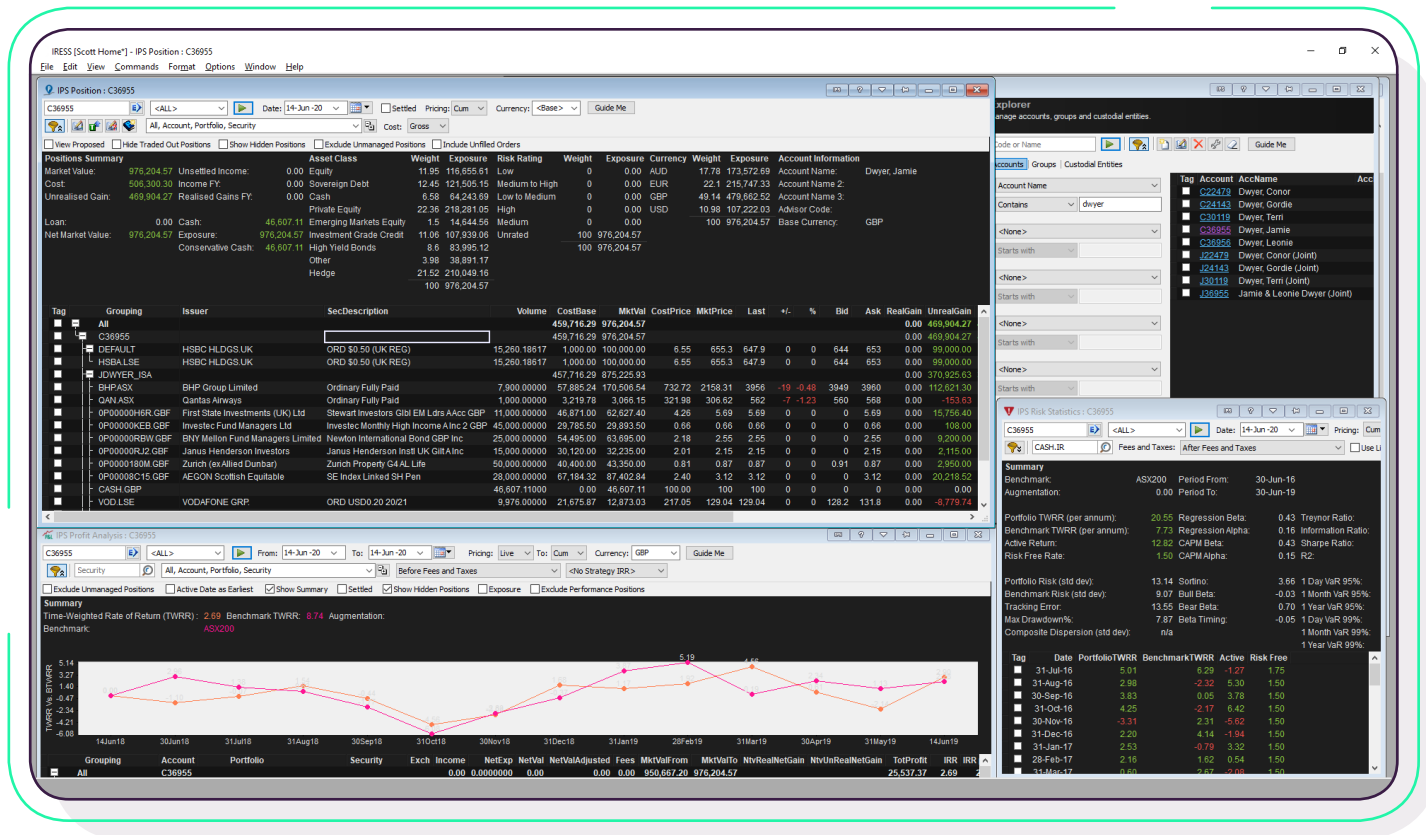 IRESS [Scott Home*] - IPS Position : C36955
File Edit View Commands Format Options Window Help
IPS Position : C36955
C36955 <ALL> Date: 14-Jun-20 Settled Pricing: Cum Currency: <Base> Guide Me
All, Account, Portfolio, Security Cost: Gross
View Proposed Hide Traded Out Positions Show Hidden Positions Exclude Unmanaged Positions Include Unfilled Orders
Positions Summary Asset Class Weight Exposure Risk Rating Weight Exposure Currency Weight Exposure Account Information
Market Value: 976,204.57 Unsettled Income: 0.00 Equity 11.95 116,655.61 Low 0 0.00 AUD 17.78 173,572.69 Account Name: Dwyer, Jamie
Cost: 506,300.30 Income FY: 0.00 Sovereign Debt 12.45 121,505.15 Medium to High 0 0.00 EUR 22.1 215,747.33 Account Name 2:
Unrealised Gain: 469,904.27 Realised Gains FY: 0.00 Cash 6.58 64,243.69 Low to Medium 0 0.00 GBP 49.14 479,662.52 Account Name 3:
Private Equity 22.36 218,281.05 High 0 0.00 USD 10.98 107,222.03 Advisor Code:
Loan: 0.00 Cash: 46,607.11 Emerging Markets Equity 1.5 14,644.56 Medium 0 0.00 100 976,204.57 Base Currency: GBP
Net Market Value: 976,204.57 Exposure: 976,204.57 Investment Grade Credit 11.06 107,939.06 Unrated 100 976,204.57
Conservative Cash: 46,607.11 High Yield Bonds 8.6 83,995.12 100 976,204.57
Other 3.98 38,891.17
Hedge 21.52 210,049.16
100 976,204.57
Tag Grouping Issuer SecDescription Volume CostBase MktVal CostPrice MktPrice Last +/- % Bid Ask RealGain UnrealGain
All 459,716.29 976,204.57 0.00 469,904.27
C36955 459,716.29 976,204.57 0.00 469,904.27
DEFAULT HSBC HLDGS.UK ORD $0.50 (UK REG) 15,260.18617 1,000.00 100,000.00 6.55 655.3 647.9 0 0 644 653 0.00 99,000.00
HSBA.LSE HSBC HLDGS.UK ORD $0.50 (UK REG) 15,260.18617 1,000.00 100,000.00 6.55 655.3 647.9 0 0 644 653 0.00 99,000.00
JDWYER_ISA 457,716.29 875,225.93 0.00 370,925.63
BHP.ASX BHP Group Limited Ordinary Fully Paid 7,900.00000 57,885.24 170,506.54 732.72 2158.31 3956 -19 -0.48 3949 3960 0.00 112,621.30
QAN.ASX Qantas Airways Ordinary Fully Paid 1,000.00000 3,219.78 3,066.15 321.98 306.62 562 -7 -1.23 560 568 0.00 -153.63
0P00000H6R.GBF First State Investments (UK) Ltd Stewart Investors Glbl EM Ldrs AAcc GBP 11,000.00000 46,871.00 62,627.40 4.26 5.69 5.69 0 0 0 5.69 0.00 15,756.40
0P00000KEB.GBF Investec Fund Managers Ltd Investec Monthly High Income A Inc 2 GBP 45,000.00000 29,785.50 29,893.50 0.66 0.66 0.66 0 0 0 0.66 0.00 108.00
0P00000RBW.GBF BNY Mellon Fund Managers Limited Newton International Bond GBP Inc 25,000.00000 54,495.00 63,695.00 2.18 2.55 2.55 0 0 0 2.55 0.00 9,200.00
0P00000RJ2.GBF Janus Henderson Investors Janus Henderson Instl UK Gilt A Inc 15,000.00000 30,120.00 32,235.00 2.01 2.15 2.15 0 0 0 2.15 0.00 2,115.00
0P0000180M.GBF Zurich (ex Allied Dunbar) Zurich Property G4 AL Life 50,000.00000 40,400.00 43,350.00 0.81 0.87 0.87 0 0 0.91 0.87 0.00 2,950.00
0P00008C15.GBF AEGON Scottish Equitable SE Index Linked SH Pen 28,000.00000 67,184.32 87,402.84 2.40 3.12 3.12 0 0 0 3.12 0.00 20,218.52
CASH.GBP 46,607.11000 0.00 46,607.11 100.00 100 100 0 0 0 0 0.00 0.00
VOD.LSE VODAFONE GRP. ORD USD0.20 20/21 9,976.00000 21,675.87 12,873.03 217.05 129.04 129.04 0 0 128.2 131.8 0.00 -8,779.74
xplorer
anage accounts, groups and custodial entities.
Code or Name Guide Me
ccounts Groups Custodial Entities
Account Name
Contains dwyer
<None>
Starts with
<None>
Starts with
<None>
Starts with
<None>
Starts with
Tag Account AccName Acc
C22479 Dwyer, Conor
C24143 Dwyer, Gordie
C30119 Dwyer, Terri
C36955 Dwyer, Jamie
C36956 Dwyer, Leonie
J22479 Dwyer, Conor (Joint)
J24143 Dwyer, Gordie (Joint)
J30119 Dwyer, Terri (Joint)
J36955 Jamie & Leonie Dwyer (Joint)
IPS Profit Analysis : C36955
C36955 <ALL> From: 14-Jun-20 To: 14-Jun-20 Pricing: Live To: Cum Currency: GBP Guide Me
Security All, Account, Portfolio, Security Before Fees and Taxes <No Strategy IRR>
Exclude Unmanaged Positions Active Date as Earliest Show Summary Settled Show Hidden Positions Exposure Exclude Performance Positions
Summary
Time-Weighted Rate of Return (TWRR) : 2.69 Benchmark TWRR: 8.74 Augmentation:
Benchmark: ASX200
TWRR Vs. BTWRR
5.14
3.27
1.40
-2.34
-4.21
-6.08
5.19
14Jun18 30Jun18 31Jul18 31Aug18 30Sep18 31Oct18 30Nov18 31Dec18 31Jan19 28Feb19 31Mar19 30Apr19 31May19 14Jun19
Grouping Account Portfolio Security Exch Income NetExp NetVal NetValAdjusted Fees MktValFrom MktValTo NtvRealNetGain NtvUnRealNetGain TotProfit IRR IRR
All C36955 0.00 0.0000000 0.00 0.00 0.00 950,667.20 976,204.57 25,537.37 2.69
IPS Risk Statistics : C36955
C36955 <ALL> Date: 14-Jun-20 Pricing: Cum
CASH.IR Fees and Taxes: After Fees and Taxes Use Li
Summary
Benchmark: ASX200 Period From: 30-Jun-16
Augmentation: 0.00 Period To: 30-Jun-19
Portfolio TWRR (per annum): 20.55 Regression Beta: 0.43 Treynor Ratio:
Benchmark TWRR (per annum): 7.73 Regression Alpha: 0.16 Information Ratio:
Active Return: 12.82 CAPM Beta: 0.43 Sharpe Ratio:
Risk Free Rate: 1.50 CAPM Alpha: 0.15 R2:
Portfolio Risk (std dev): 13.14 Sortino: 3.66 1 Day VaR 95%:
Benchmark Risk (std dev): 9.07 Bull Beta: -0.03 1 Month VaR 95%:
Tracking Error: 13.55 Bear Beta: 0.70 1 Year VaR 95%:
Max Drawdown%: 7.87 Beta Timing: -0.05 1 Day VaR 99%:
Composite Dispersion (std dev): n/a 1 Month VaR 99%:
1 Year VaR 99%:
Tag Date PortfolioTWRR BenchmarkTWRR Active Risk Free
31-Jul-16 5.01 6.29 -1.27 1.75
31-Aug-16 2.98 -2.32 5.30 1.50
30-Sep-16 3.83 0.05 3.78 1.50
31-Oct-16 4.25 -2.17 6.42 1.50
30-Nov-16 -3.31 2.31 -5.62 1.50
31-Dec-16 2.20 4.14 -1.94 1.50
31-Jan-17 2.53 -0.79 3.32 1.50
28-Feb-17 2.16 1.62 0.54 1.50
31-Mar-17 0.60 2.67 -2.08 1.50